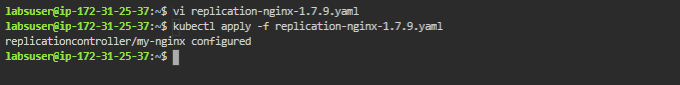 labsuser@ip-172-31-25-37:~$ vi replication-nginx-1.7.9.yaml
labsuser@ip-172-31-25-37:~$ kubectl apply -f replication-nginx-1.7.9.yaml
replicationcontroller/my-nginx configured
labsuser@ip-172-31-25-37:~$